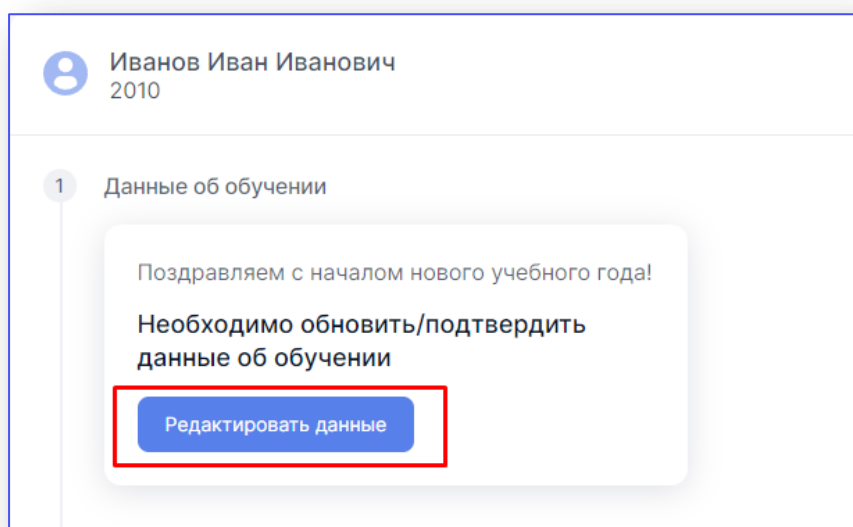 Иванов Иван Иванович
2010
1 Данные об обучении
Поздравляем с началом нового учебного года!
Необходимо обновить/подтвердить
данные об обучении
Редактировать данные